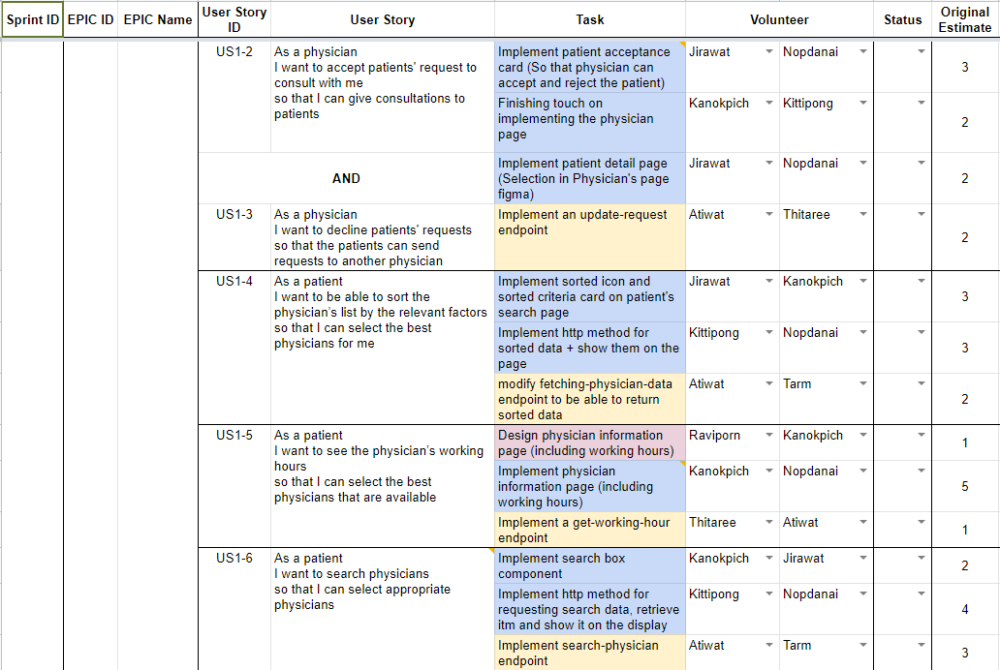 Sprint ID EPIC ID EPIC Name User Story ID User Story Task Volunteer Status Original Estimate
US1-2
As a physician
I want to accept patients' request to
consult with me
so that I can give consultations to
patients
Implement patient acceptance
card (So that physician can
accept and reject the patient)
Jirawat Nopdanai 3
Finishing touch on
implementing the physician
page
Kanokpich Kittipong 2
AND
Implement patient detail page
(Selection in Physician's page
figma)
Jirawat Nopdanai 2
US1-3
As a physician
I want to decline patients' requests
so that the patients can send
requests to another physician
Implement an update-request
endpoint
Atiwat Thitaree 2
US1-4
As a patient
I want to be able to sort the
physician's list by the relevant factors
so that I can select the best
physicians for me
Implement sorted icon and
sorted criteria card on patient's
search page
Jirawat Kanokpich 3
Implement http method for
sorted data + show them on the
page
Kittipong Nopdanai 3
modify fetching-physician-data
endpoint to be able to return
sorted data
Atiwat Tarm 2
US1-5
As a patient
I want to see the physician's working
hours
so that I can select the best
physicians that are available
Design physician information
page (including working hours)
Raviporn Kanokpich 1
Implement physician
information page (including
working hours)
Kanokpich Nopdanai 5
Implement a get-working-hour
endpoint
Thitaree Atiwat 1
US1-6
As a patient
I want to search physicians
so that I can select appropriate
physicians
Implement search box
component
Kanokpich Jirawat 2
Implement http method for
requesting search data, retrieve
itm and show it on the display
Kittipong Nopdanai 4
Implement search-physician
endpoint
Atiwat Tarm 3